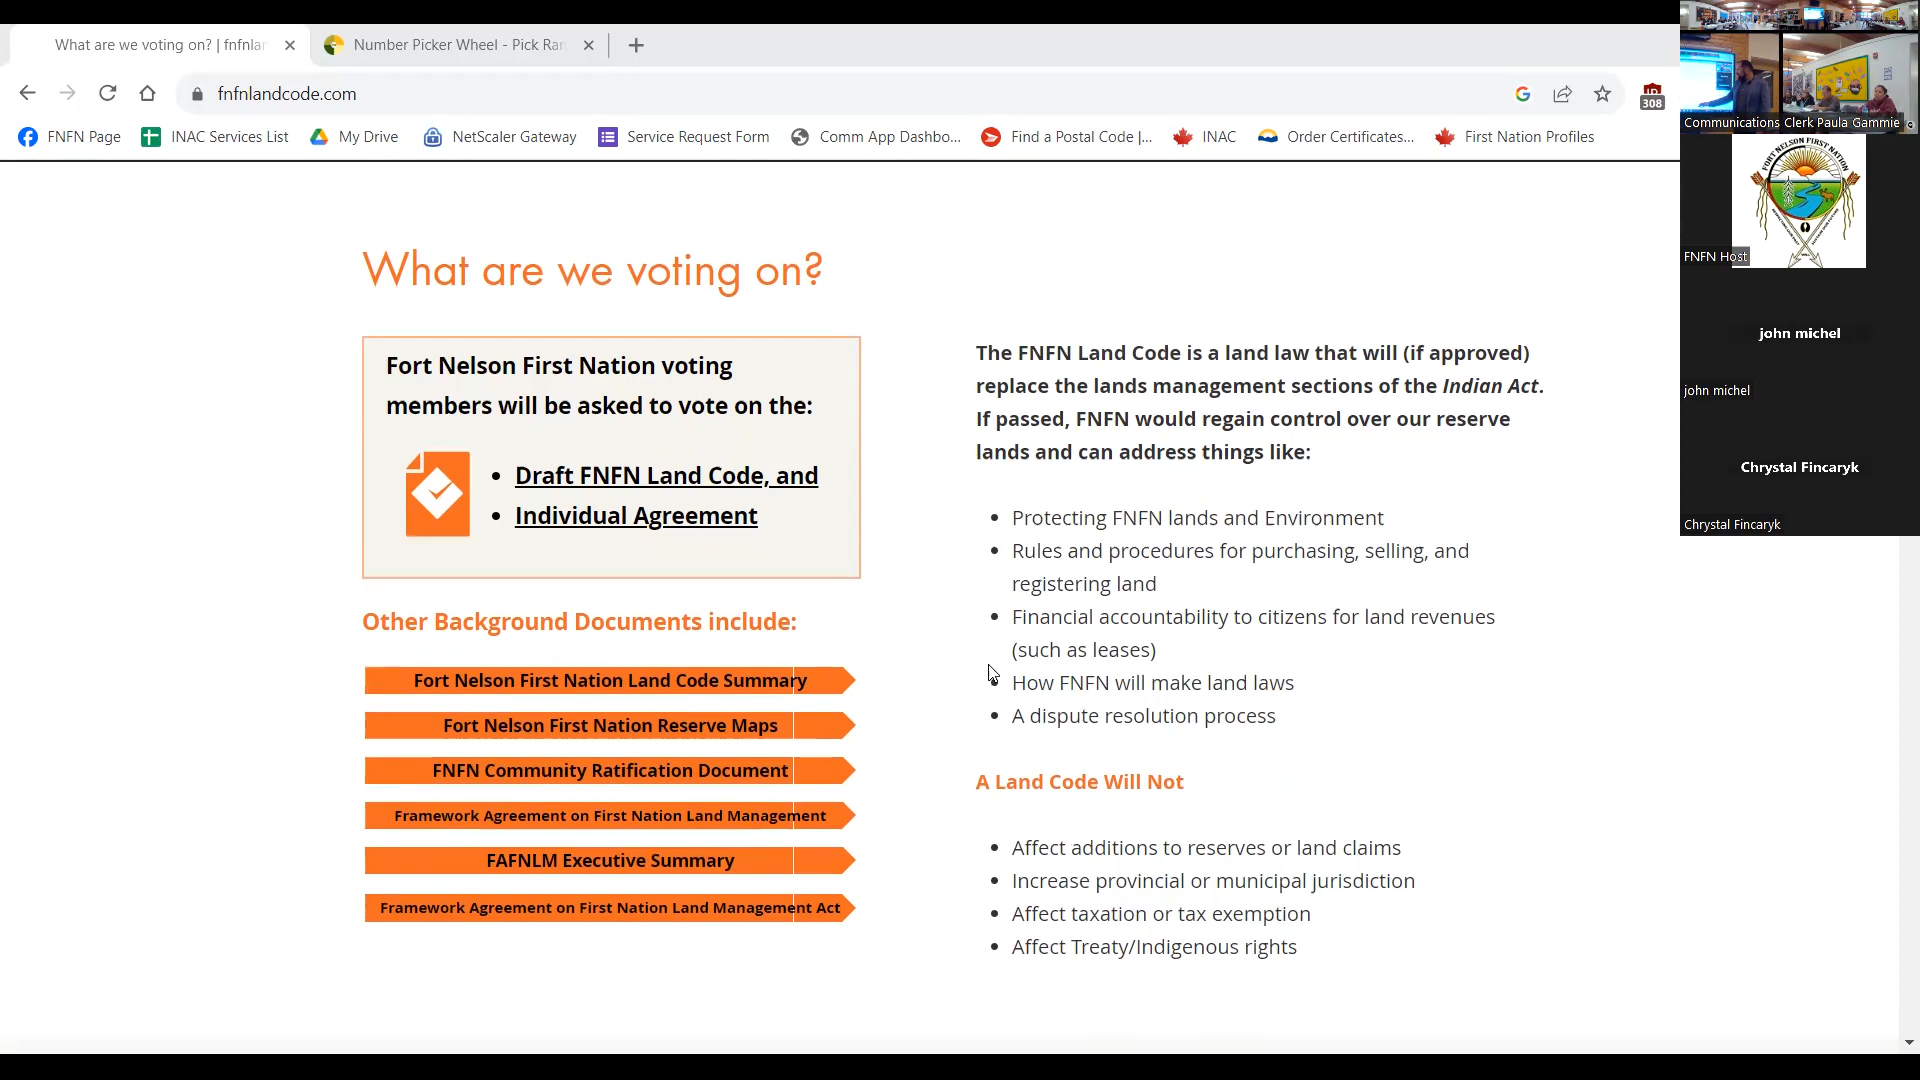 What are we voting on? | fnfnlan
Number Picker Wheel - Pick Ran
fnfnlandcode.com
308
FNFN Page
INAC Services List
My Drive
NetScaler Gateway
Service Request Form
Comm App Dashbo...
Find a Postal Code |...
INAC
Order Certificates...
First Nation Profiles
What are we voting on?
Fort Nelson First Nation voting
members will be asked to vote on the:
Draft FNFN Land Code, and
Individual Agreement
Other Background Documents include:
Fort Nelson First Nation Land Code Summary
Fort Nelson First Nation Reserve Maps
FNFN Community Ratification Document
Framework Agreement on First Nation Land Management
FAFNLM Executive Summary
Framework Agreement on First Nation Land Management Act
The FNFN Land Code is a land law that will (if approved)
replace the lands management sections of the Indian Act.
If passed, FNFN would regain control over our reserve
lands and can address things like:
Protecting FNFN lands and Environment
Rules and procedures for purchasing, selling, and
registering land
Financial accountability to citizens for land revenues
(such as leases)
How FNFN will make land laws
A dispute resolution process
A Land Code Will Not
Affect additions to reserves or land claims
Increase provincial or municipal jurisdiction
Affect taxation or tax exemption
Affect Treaty/Indigenous rights
Communications Clerk Paula Gammie
FORT NELSON FIRST NATION
FNFN Host
john michel
john michel
Chrystal Fincaryk
Chrystal Fincaryk